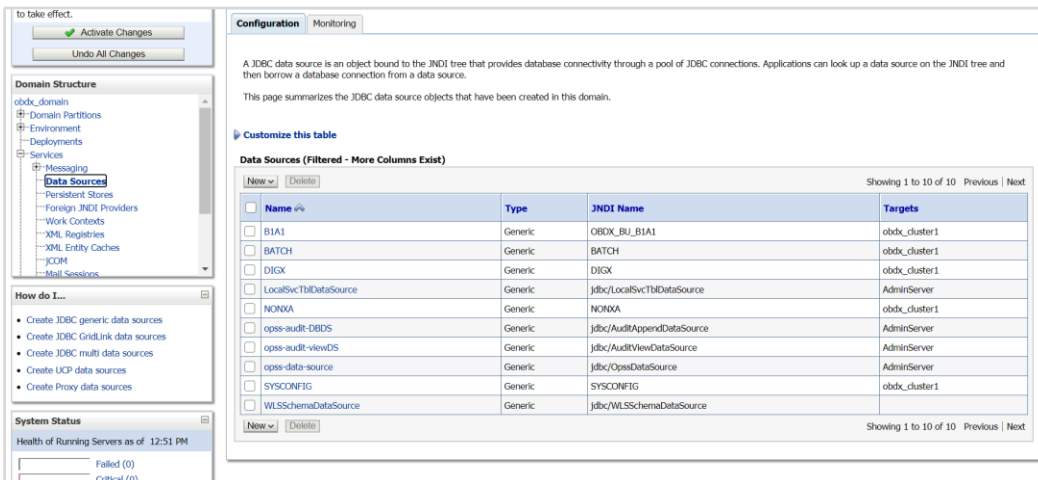 to take effect.
Activate Changes
Undo All Changes
Domain Structure
obdx_domain
Domain Partitions
Environment
Deployments
Services
Messaging
Data Sources
Persistent Stores
Foreign JNDI Providers
Work Contexts
XML Registries
XML Entity Caches
jCOM
Mail Sessions
How do I...
Create JDBC generic data sources
Create JDBC GridLink data sources
Create JDBC multi data sources
Create UCP data sources
Create Proxy data sources
System Status
Health of Running Servers as of 12:51 PM
Failed (0)
Critical (0)
Configuration Monitoring
A JDBC data source is an object bound to the JNDI tree that provides database connectivity through a pool of JDBC connections. Applications can look up a data source on the JNDI tree and
then borrow a database connection from a data source.
This page summarizes the JDBC data source objects that have been created in this domain.
Customize this table
Data Sources (Filtered - More Columns Exist)
New Delete Showing 1 to 10 of 10 Previous | Next
Name Type JNDI Name Targets
B1A1 Generic OBDX_BU_B1A1 obdx_cluster1
BATCH Generic BATCH obdx_cluster1
DIGX Generic DIGX obdx_cluster1
LocalSvcTblDataSource Generic jdbc/LocalSvcTblDataSource AdminServer
NONXA Generic NONXA obdx_cluster1
opss-audit-DBDS Generic jdbc/AuditAppendDataSource AdminServer
opss-audit-viewDS Generic jdbc/AuditViewDataSource AdminServer
opss-data-source Generic jdbc/OpssDataSource AdminServer
SYSCONFIG Generic SYSCONFIG obdx_cluster1
WLSSchemaDataSource Generic jdbc/WLSSchemaDataSource
New Delete Showing 1 to 10 of 10 Previous | Next